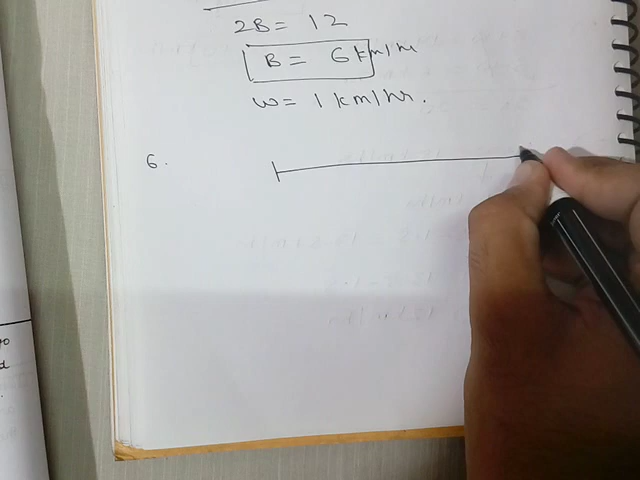 2B = 12
B = 6 km/hr
w = 1 km/hr.
6.